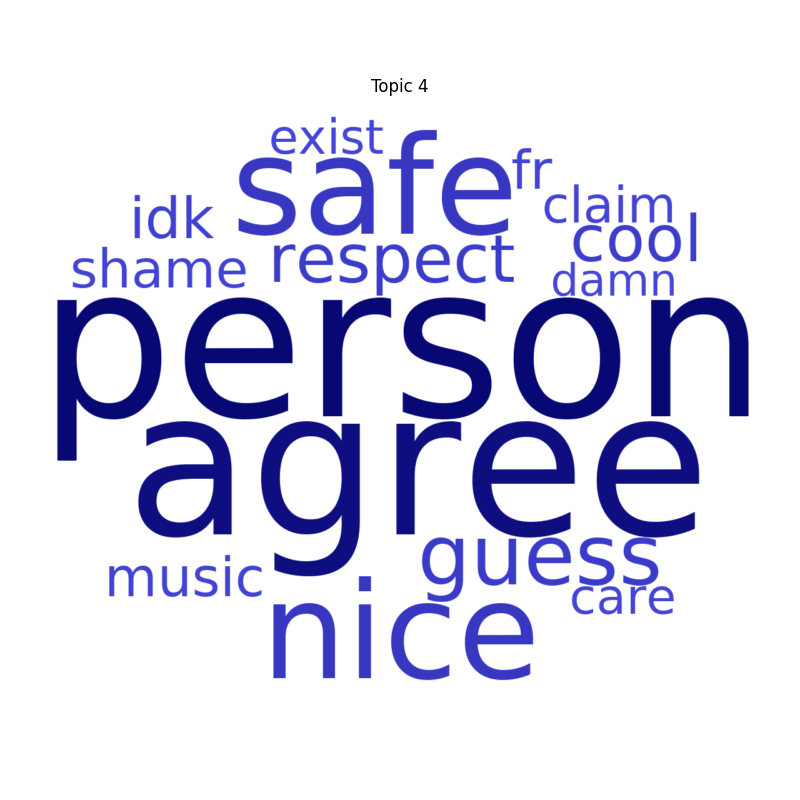 Topic 4
exist
safe
fr
idk
claim
cool
shame
respect
damn
person
agree
guess
music
care
nice